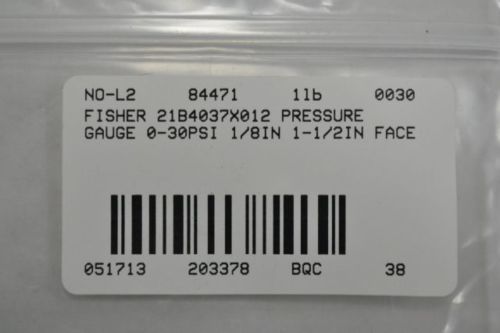 NO-L2 84471 1lb 0030
FISHER 21B4037X012 PRESSURE
GAUGE 0-30PSI 1/8IN 1-1/2IN FACE
051713 203378 BQC 38